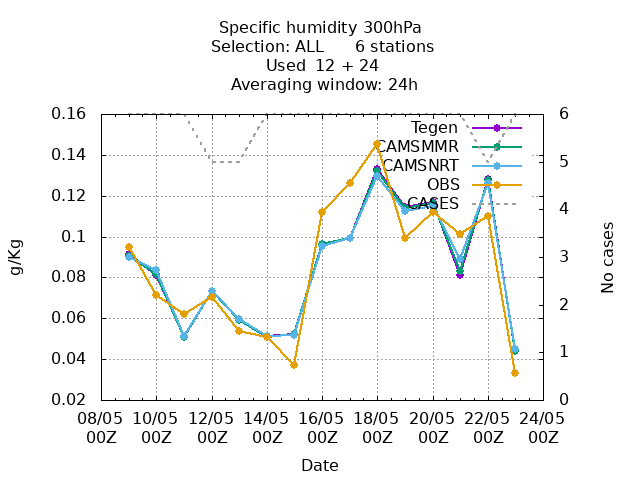 Specific humidity 300hPa
Selection: ALL 6 stations
Used 12 + 24
Averaging window: 24h
0.16
0.14
0.12
0.1
0.08
0.06
0.04
0.02
g/Kg
Tegen
CAMSMMR
CAMSNRT
OBS
CASES
6
5
4
3
2
1
0
No cases
08/05 10/05 12/05 14/05 16/05 18/05 20/05 22/05 24/05
00Z 00Z 00Z 00Z 00Z 00Z 00Z 00Z 00Z
Date